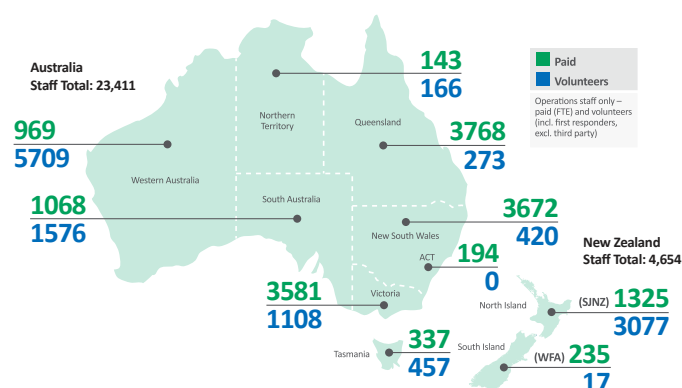 Australia
Staff Total: 23,411
143
166
Paid
Volunteers
Operations staff only –
paid (FTE) and volunteers
(incl. first responders,
excl. third party)
Northern
Territory
Queensland
969
5709
3768
273
Western Australia
South Australia
1068
1576
3672
420
New South Wales
New Zealand
Staff Total: 4,654
ACT
194
0
3581
1108
Victoria
North Island
(SJNZ) 1325
3077
337
457
Tasmania
South Island
(WFA) 235
17